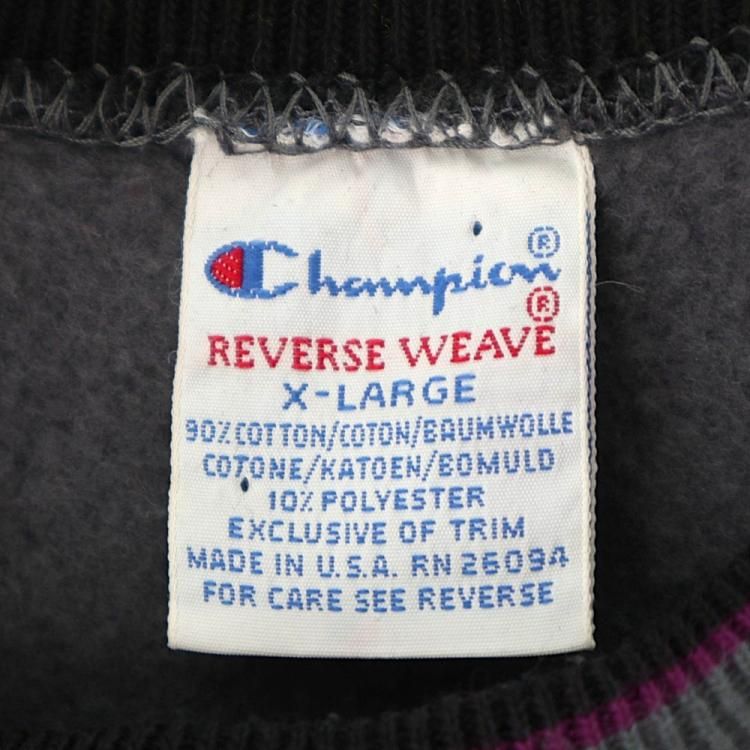 Champion®
REVERSE WEAVE®
X-LARGE
90% COTTON/COTON/BAUMWOLLE
COTONE/KATOEN/BOMULD
10% POLYESTER
EXCLUSIVE OF TRIM
MADE IN U.S.A. RN 26094
FOR CARE SEE REVERSE